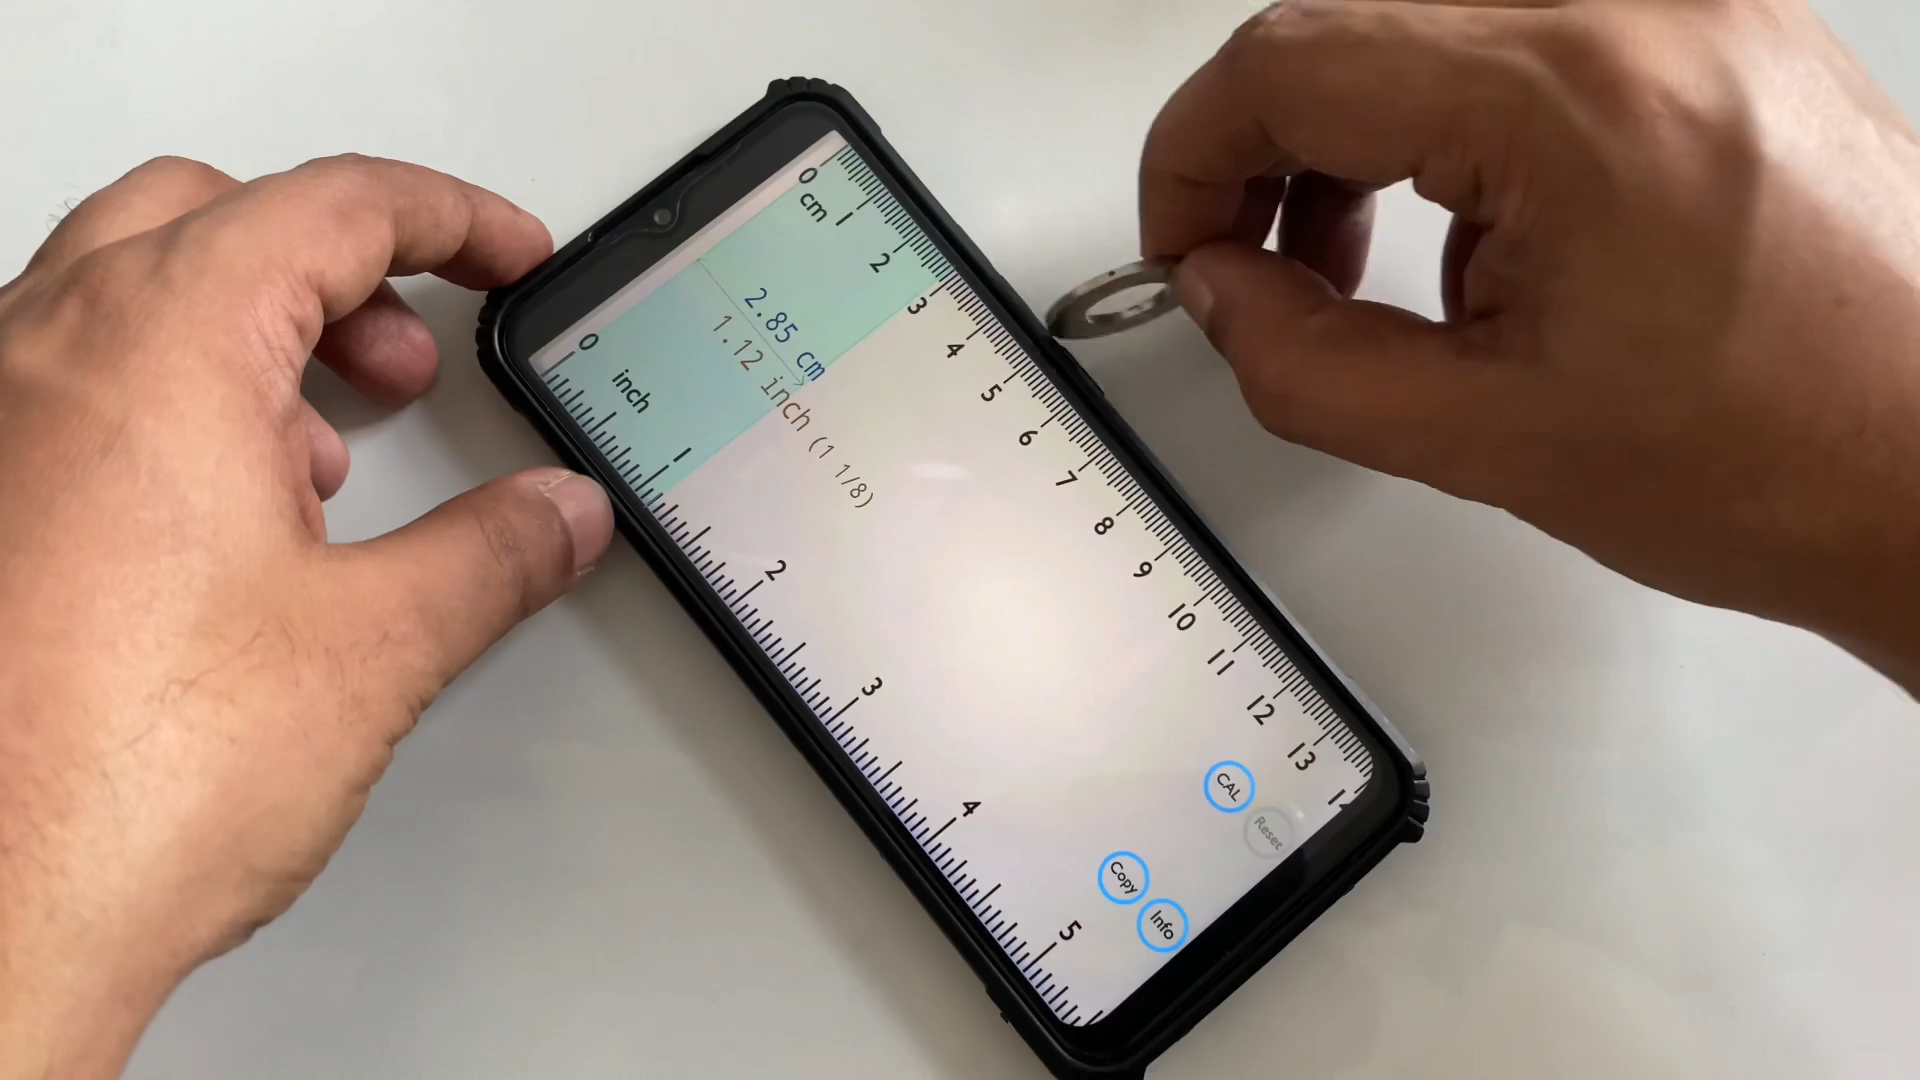 0 1 2 3 4 5 6 7 8 9 10 11 12 13
cm
2.85 cm
1.12 inch (1 1/8)
inch
0 1 2 3 4 5
CAL
Reset
Copy
Info